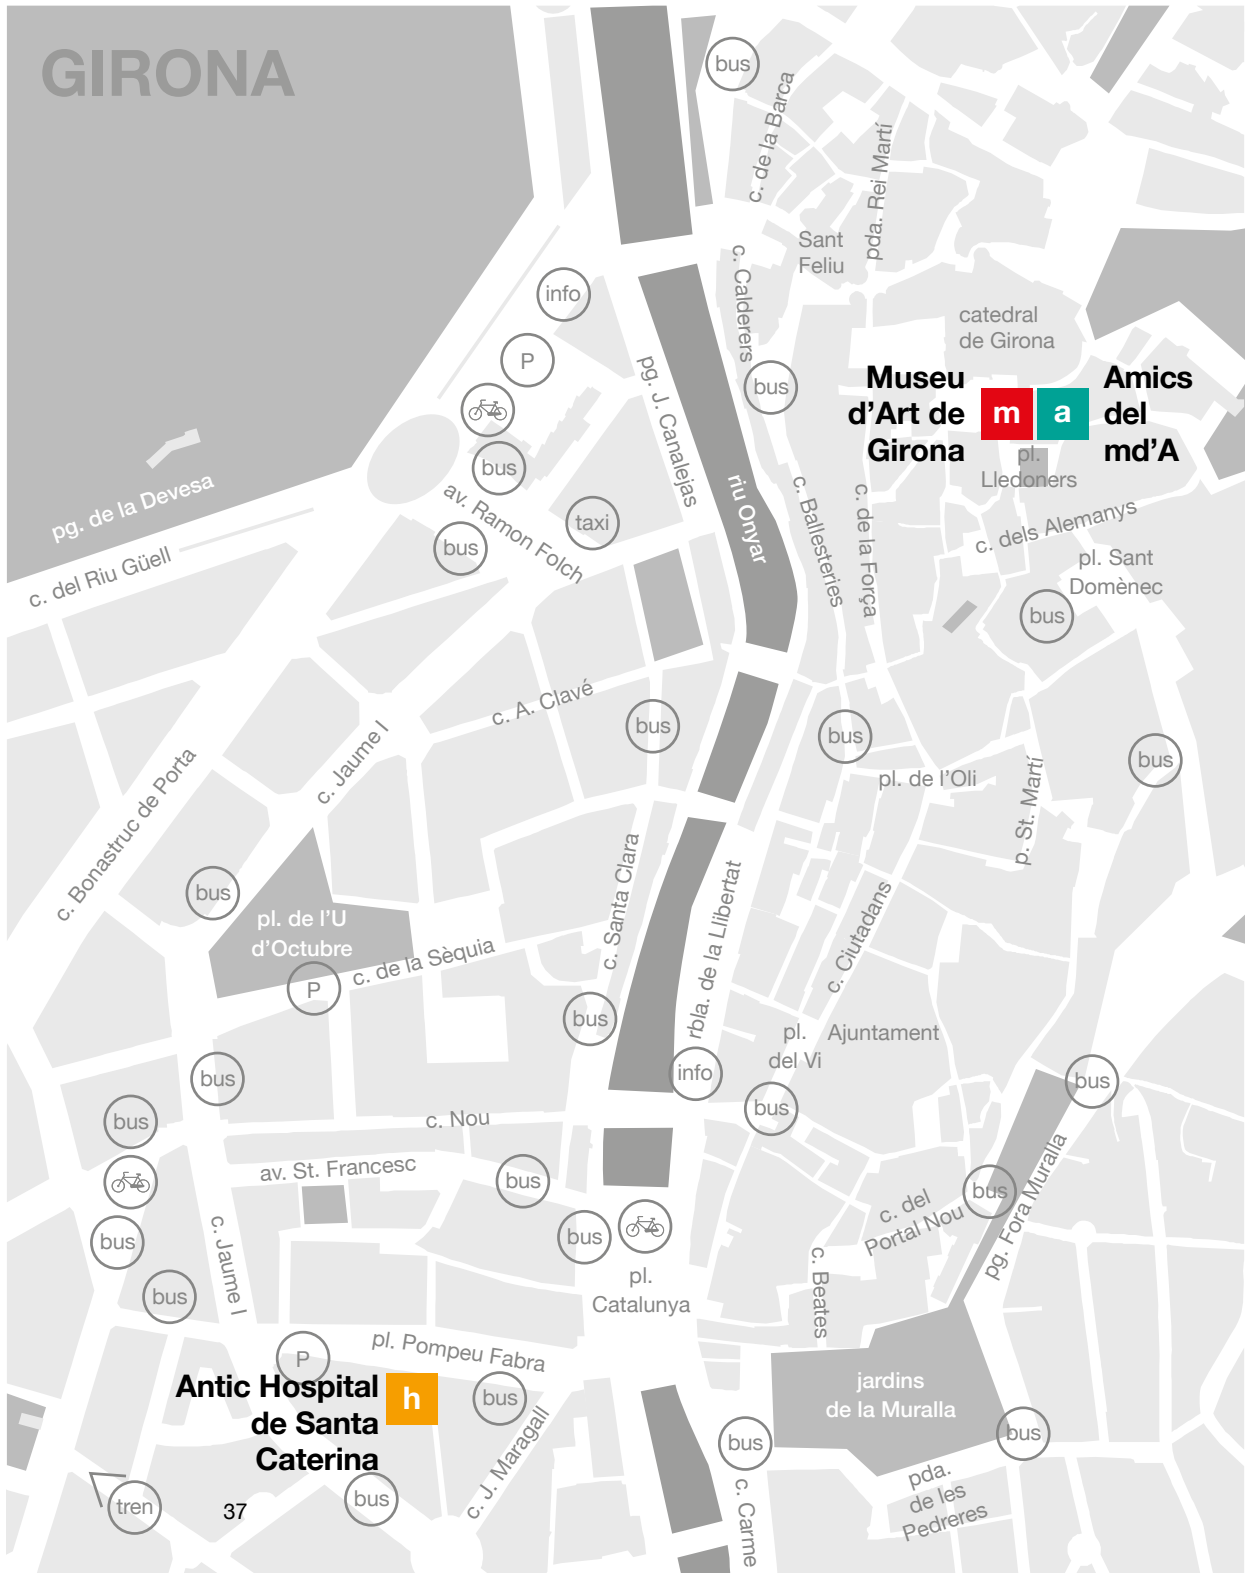 GIRONA
bus
c. de la Barca
pda. Rei Martí
Sant
Feliu
c. Calderers
info
catedral
de Girona
P
pg. J. Canalejas
bus
Museu
d'Art de
Girona
m
a
Amics
del
md'A
bus
pl.
Lledoners
riu Onyar
c. Ballesteries
c. de la Força
pg. de la Devesa
av. Ramon Folch
taxi
c. dels Alemanys
bus
c. del Riu Güell
pl. Sant
Domènec
bus
c. A. Clavé
bus
bus
bus
c. Jaume I
c. Bonastruc de Porta
pl. de l'Oli
p. St. Martí
bus
c. Santa Clara
rbla. de la Llibertat
c. Ciutadans
pl. de l'U
d'Octubre
c. de la Sèquia
P
bus
pl.
del Vi
Ajuntament
info
bus
bus
bus
bus
c. Nou
av. St. Francesc
bus
bus
c. del
Portal Nou
pg. Fora Muralla
bus
bus
c. Jaume I
c. Beates
pl.
Catalunya
bus
P
pl. Pompeu Fabra
Antic Hospital
de Santa
Caterina
h
bus
jardins
de la Muralla
bus
bus
c. J. Maragall
c. Carme
pda.
de les
Pedreres
tren
37
bus